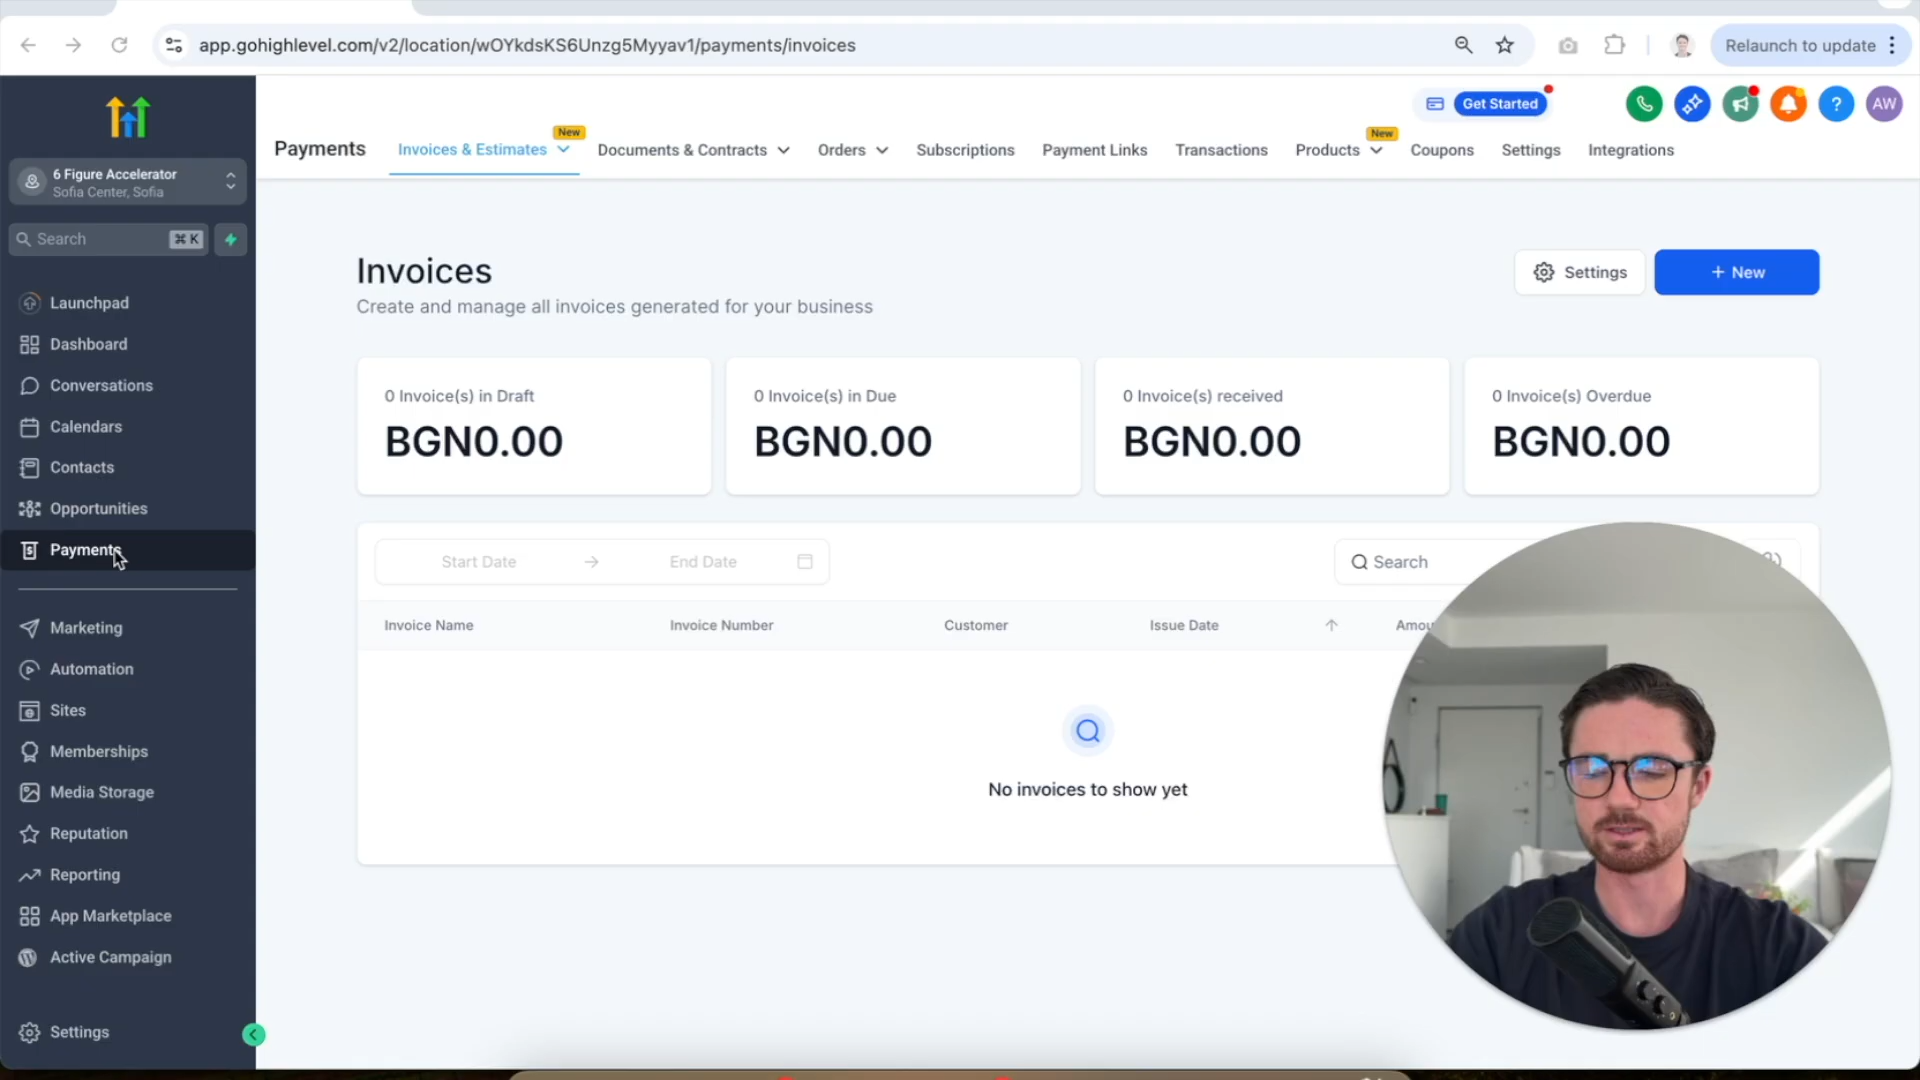 app.gohighlevel.com/v2/location/wOYkdsKS6Unzg5Myyav1/payments/invoices
Relaunch to update
Get Started
?
AW
6 Figure Accelerator
Sofia Center, Sofia
Search
⌘ K
Launchpad
Dashboard
Conversations
Calendars
Contacts
Opportunities
Payments
Marketing
Automation
Sites
Memberships
Media Storage
Reputation
Reporting
App Marketplace
Active Campaign
Settings
Payments
Invoices & Estimates
New
Documents & Contracts
Orders
Subscriptions
Payment Links
Transactions
Products
New
Coupons
Settings
Integrations
Invoices
Create and manage all invoices generated for your business
Settings
+ New
0 Invoice(s) in Draft
BGN0.00
0 Invoice(s) in Due
BGN0.00
0 Invoice(s) received
BGN0.00
0 Invoice(s) Overdue
BGN0.00
Start Date
End Date
Search
Invoice Name
Invoice Number
Customer
Issue Date
Amou
No invoices to show yet